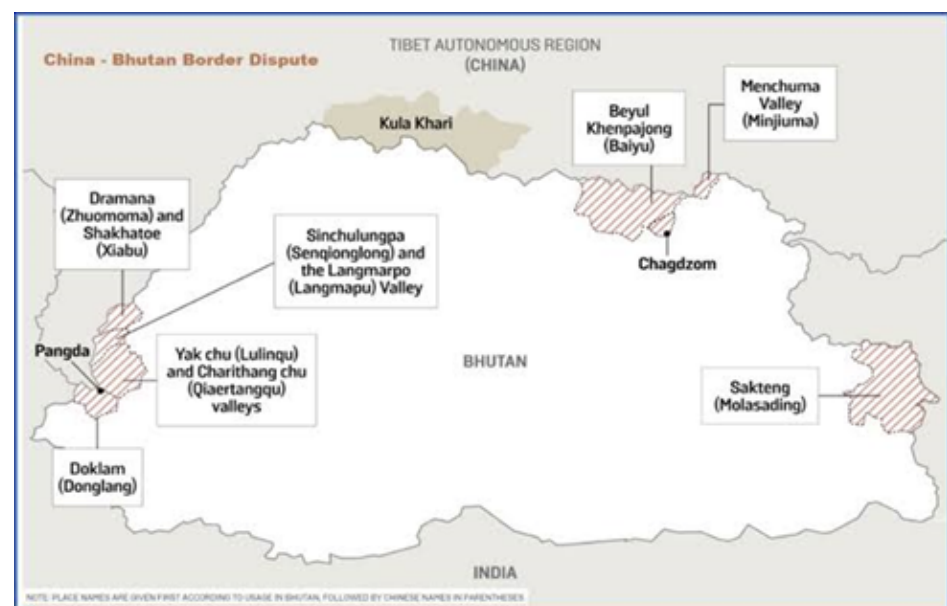 China - Bhutan Border Dispute
TIBET AUTONOMOUS REGION
(CHINA)
Kula Khari
Beyul
Khenpajong
(Baiyu)
Menchuma
Valley
(Minjiuma)
Dramana
(Zhuomoma) and
Shakhatoe
(Xiabu)
Sinchulungpa
(Senqionglong) and
the Langmarpo
(Langmapu) Valley
Chagdzom
Pangda
Yak chu (Lulinqu)
and Charithang chu
(Qiaertangqu)
valleys
BHUTAN
Sakteng
(Molasading)
Doklam
(Donglang)
INDIA
NOTE: PLACE NAMES ARE GIVEN FIRST ACCORDING TO USAGE IN BHUTAN, FOLLOWED BY CHINESE NAMES IN PARENTHESES